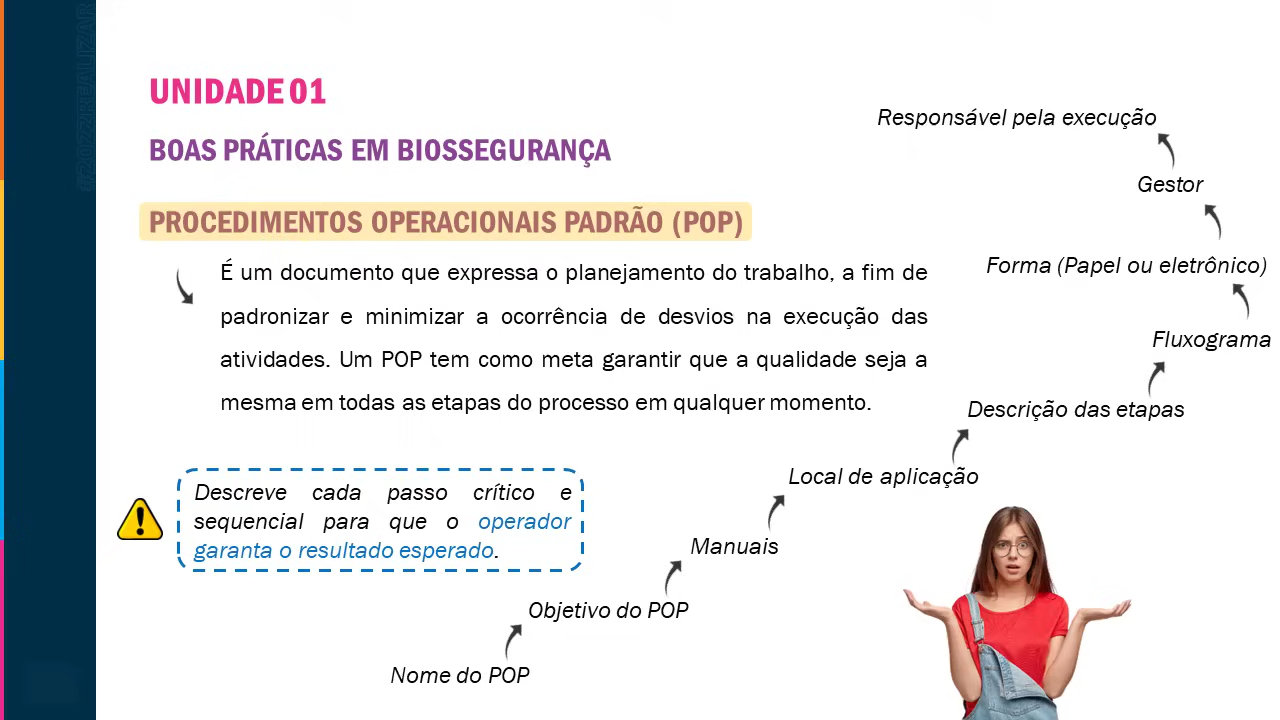 @2022REALIZAR
UNIDADE 01
BOAS PRÁTICAS EM BIOSSEGURANÇA
PROCEDIMENTOS OPERACIONAIS PADRÃO (POP)
É um documento que expressa o planejamento do trabalho, a fim de
padronizar e minimizar a ocorrência de desvios na execução das
atividades. Um POP tem como meta garantir que a qualidade seja a
mesma em todas as etapas do processo em qualquer momento.
Descreve cada passo crítico e
sequencial para que o operador
garanta o resultado esperado.
Nome do POP
Objetivo do POP
Manuais
Local de aplicação
Descrição das etapas
Fluxograma
Forma (Papel ou eletrônico)
Gestor
Responsável pela execução